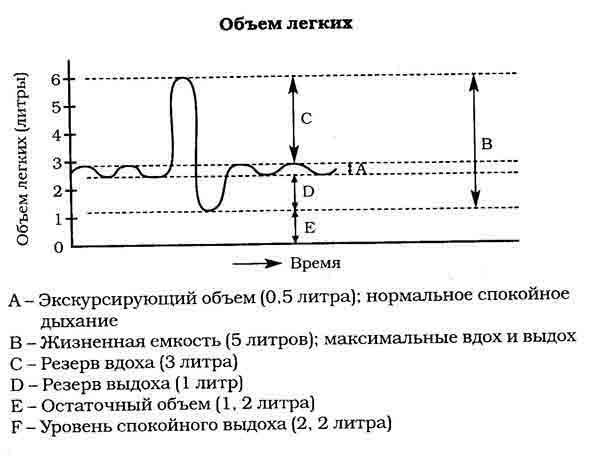 Объем легких
Объем легких (литры)
6
5
4
3
2
1
0
C
B
A
D
E
Время
A – Экскурсирующий объем (0,5 литра); нормальное спокойное
дыхание
B – Жизненная емкость (5 литров); максимальные вдох и выдох
C – Резерв вдоха (3 литра)
D – Резерв выдоха (1 литр)
E – Остаточный объем (1, 2 литра)
F – Уровень спокойного выдоха (2, 2 литра)